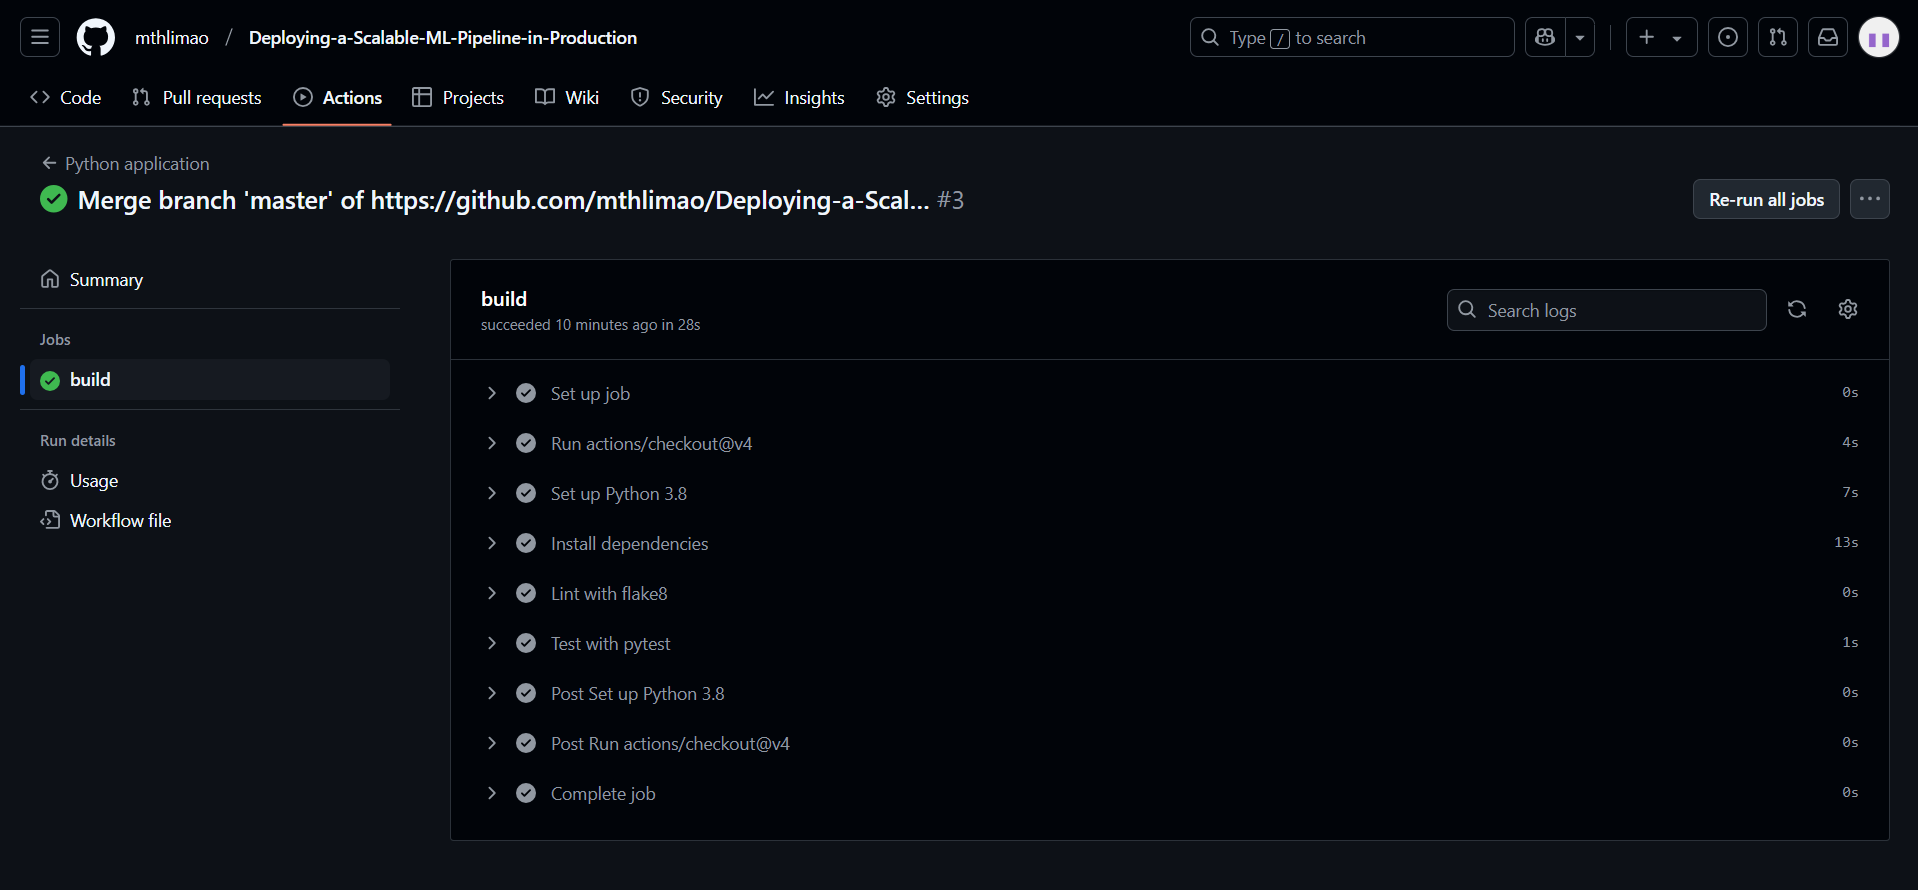 mthlimao / Deploying-a-Scalable-ML-Pipeline-in-Production
Type / to search
Code
Pull requests
Actions
Projects
Wiki
Security
Insights
Settings
Python application
Merge branch 'master' of https://github.com/mthlimao/Deploying-a-Scal... #3
Re-run all jobs
Summary
Jobs
build
Run details
Usage
Workflow file
build
succeeded 10 minutes ago in 28s
Search logs
Set up job 0s
Run actions/checkout@v4 4s
Set up Python 3.8 7s
Install dependencies 13s
Lint with flake8 0s
Test with pytest 1s
Post Set up Python 3.8 0s
Post Run actions/checkout@v4 0s
Complete job 0s